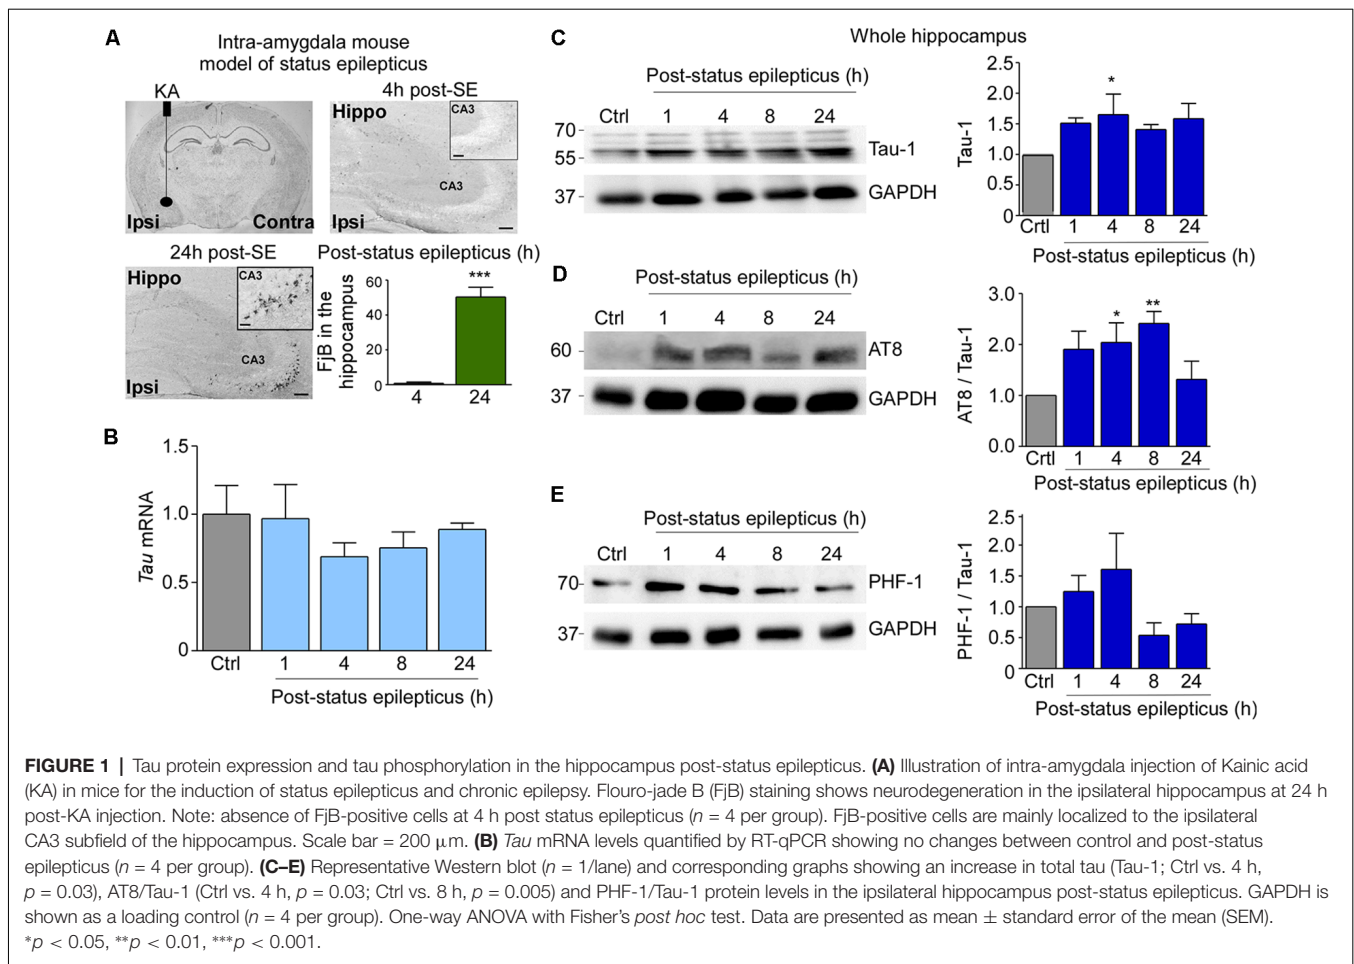 A
Intra-amygdala mouse
model of status epilepticus
KA
Ipsi
Contra
4h post-SE
Hippo
CA3
CA3
Ipsi
24h post-SE
Hippo
CA3
CA3
Ipsi
Post-status epilepticus (h)
FjB in the
hippocampus
60
40
20
0
***
4
24
B
Tau mRNA
1.5
1.0
0.5
0
Ctrl
1
4
8
24
Post-status epilepticus (h)
C
Whole hippocampus
Post-status epilepticus (h)
Ctrl
1
4
8
24
70
55
37
Tau-1
GAPDH
Tau-1
2.5
2.0
1.5
1.0
0.5
0
*
Crtl
1
4
8
24
Post-status epilepticus (h)
D
Post-status epilepticus (h)
Ctrl
1
4
8
24
60
37
AT8
GAPDH
AT8 / Tau-1
3.0
2.0
1.0
0.0
*
**
Crtl
1
4
8
24
Post-status epilepticus (h)
E
Post-status epilepticus (h)
Ctrl
1
4
8
24
70
37
PHF-1
GAPDH
PHF-1 / Tau-1
2.5
2.0
1.5
1.0
0.5
0
Ctrl
1
4
8
24
Post-status epilepticus (h)
FIGURE 1 | Tau protein expression and tau phosphorylation in the hippocampus post-status epilepticus. (A) Illustration of intra-amygdala injection of Kainic acid
(KA) in mice for the induction of status epilepticus and chronic epilepsy. Flouro-jade B (FjB) staining shows neurodegeneration in the ipsilateral hippocampus at 24 h
post-KA injection. Note: absence of FjB-positive cells at 4 h post status epilepticus (n = 4 per group). FjB-positive cells are mainly localized to the ipsilateral
CA3 subfield of the hippocampus. Scale bar = 200 μm. (B) Tau mRNA levels quantified by RT-qPCR showing no changes between control and post-status
epilepticus (n = 4 per group). (C–E) Representative Western blot (n = 1/lane) and corresponding graphs showing an increase in total tau (Tau-1; Ctrl vs. 4 h,
p = 0.03), AT8/Tau-1 (Ctrl vs. 4 h, p = 0.03; Ctrl vs. 8 h, p = 0.005) and PHF-1/Tau-1 protein levels in the ipsilateral hippocampus post-status epilepticus. GAPDH is
shown as a loading control (n = 4 per group). One-way ANOVA with Fisher's post hoc test. Data are presented as mean ± standard error of the mean (SEM).
*p < 0.05, **p < 0.01, ***p < 0.001.